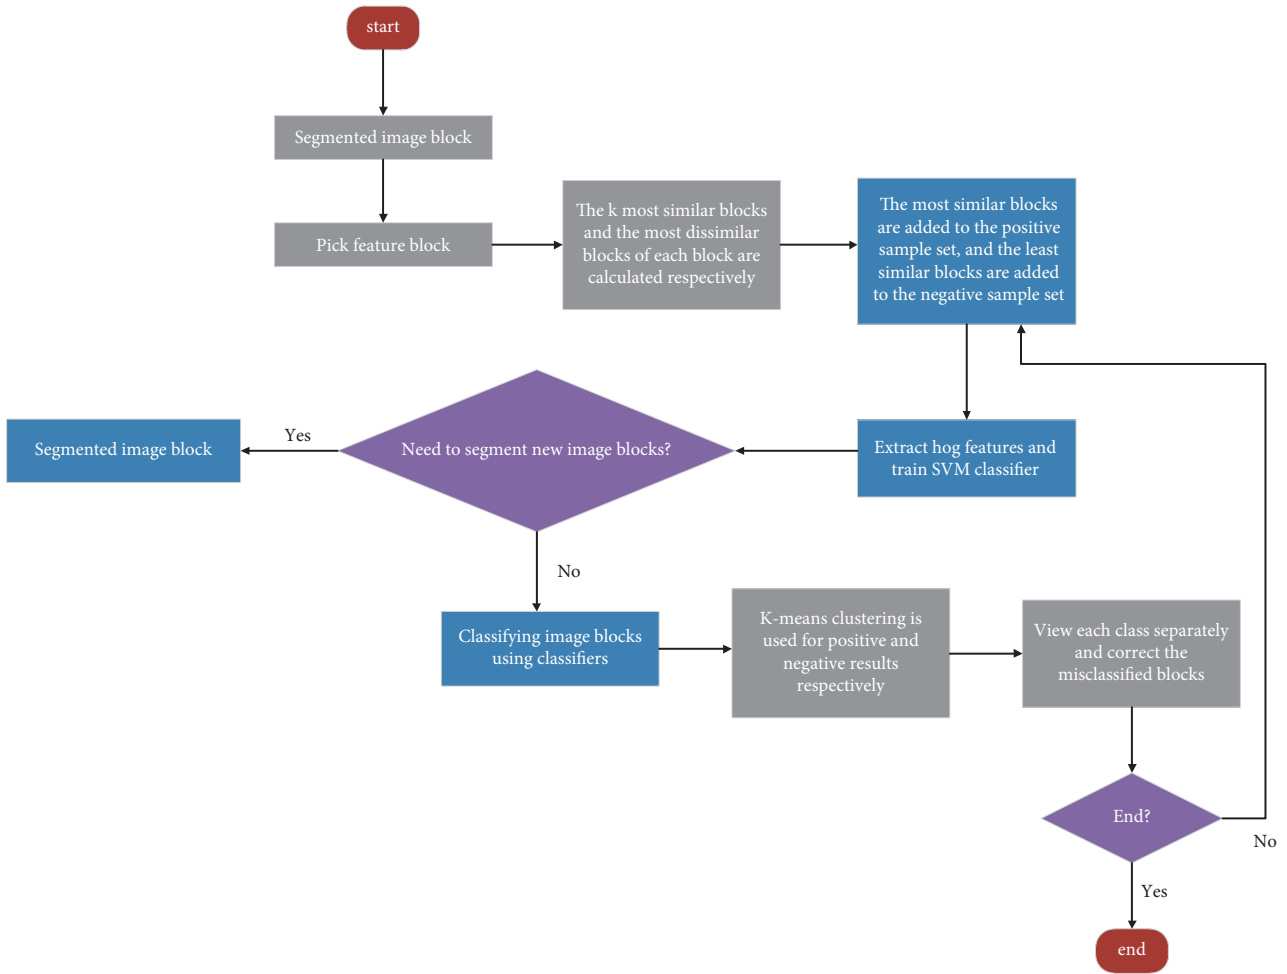 start
Segmented image block
Pick feature block
The k most similar blocks
and the most dissimilar
blocks of each block are
calculated respectively
The most similar blocks
are added to the positive
sample set, and the least
similar blocks are added
to the negative sample set
Extract hog features and
train SVM classifier
Need to segment new image blocks?
Yes
Segmented image block
No
Classifying image blocks
using classifiers
K-means clustering is
used for positive and
negative results
respectively
View each class separately
and correct the
misclassified blocks
End?
No
Yes
end